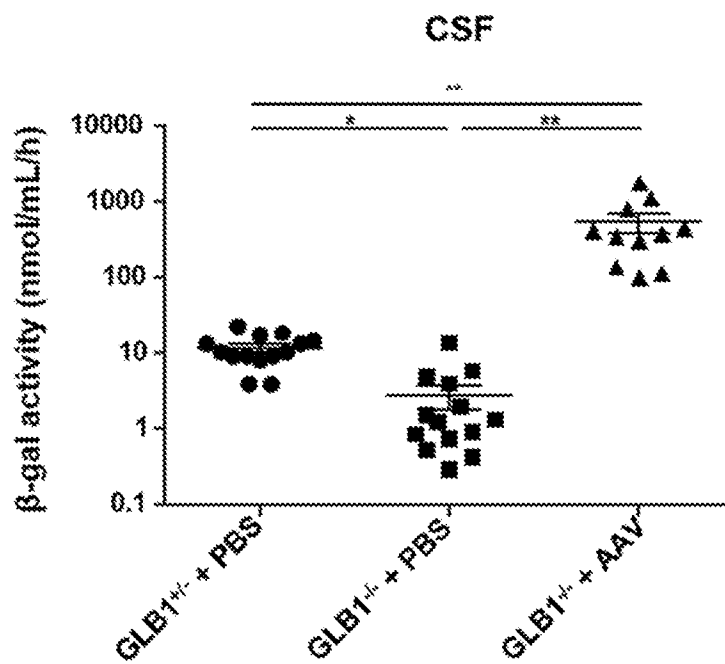 CSF
**
*
**
β-gal activity (nmol/mL/h)
10000
1000
100
10
1
0.1
GLB1+/- + PBS
GLB1-/- + PBS
GLB1-/- + AAV